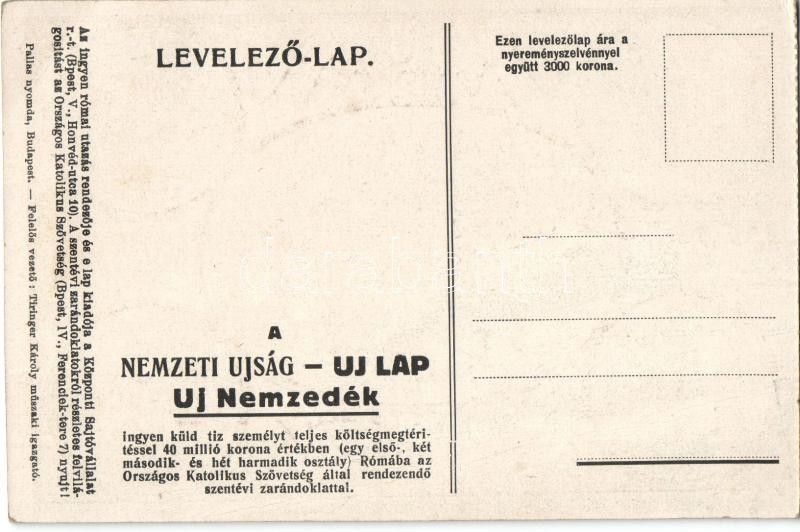 LEVELEZŐ-LAP.
Ezen levelezőlap ára a
nyereményszelvénnyel
együtt 3000 korona.
A
NEMZETI UJSÁG – UJ LAP
Uj Nemzedék
ingyen küld tiz személyt teljes költségmegtéri-
téssel 40 millió korona értékben (egy első-, két
második- és hét harmadik osztály) Rómába az
Országos Katolikus Szövetség által rendezendő
szentévi zarándoklattal.
Az ingyen római utazás rendezője és e lap kiadója a Központi Sajtóvállalat
r.-t. (Bpest, V., Honvéd-utca 10). A szentévi zarándoklatokról részletes felvilá-
gosítást az Országos Katolikus Szövetség (Bpest, IV., Ferenciek-tere 7) nyujt!
Pallas nyomda, Budapest. — Felelős vezető: Tiringer Károly műszaki igazgató.